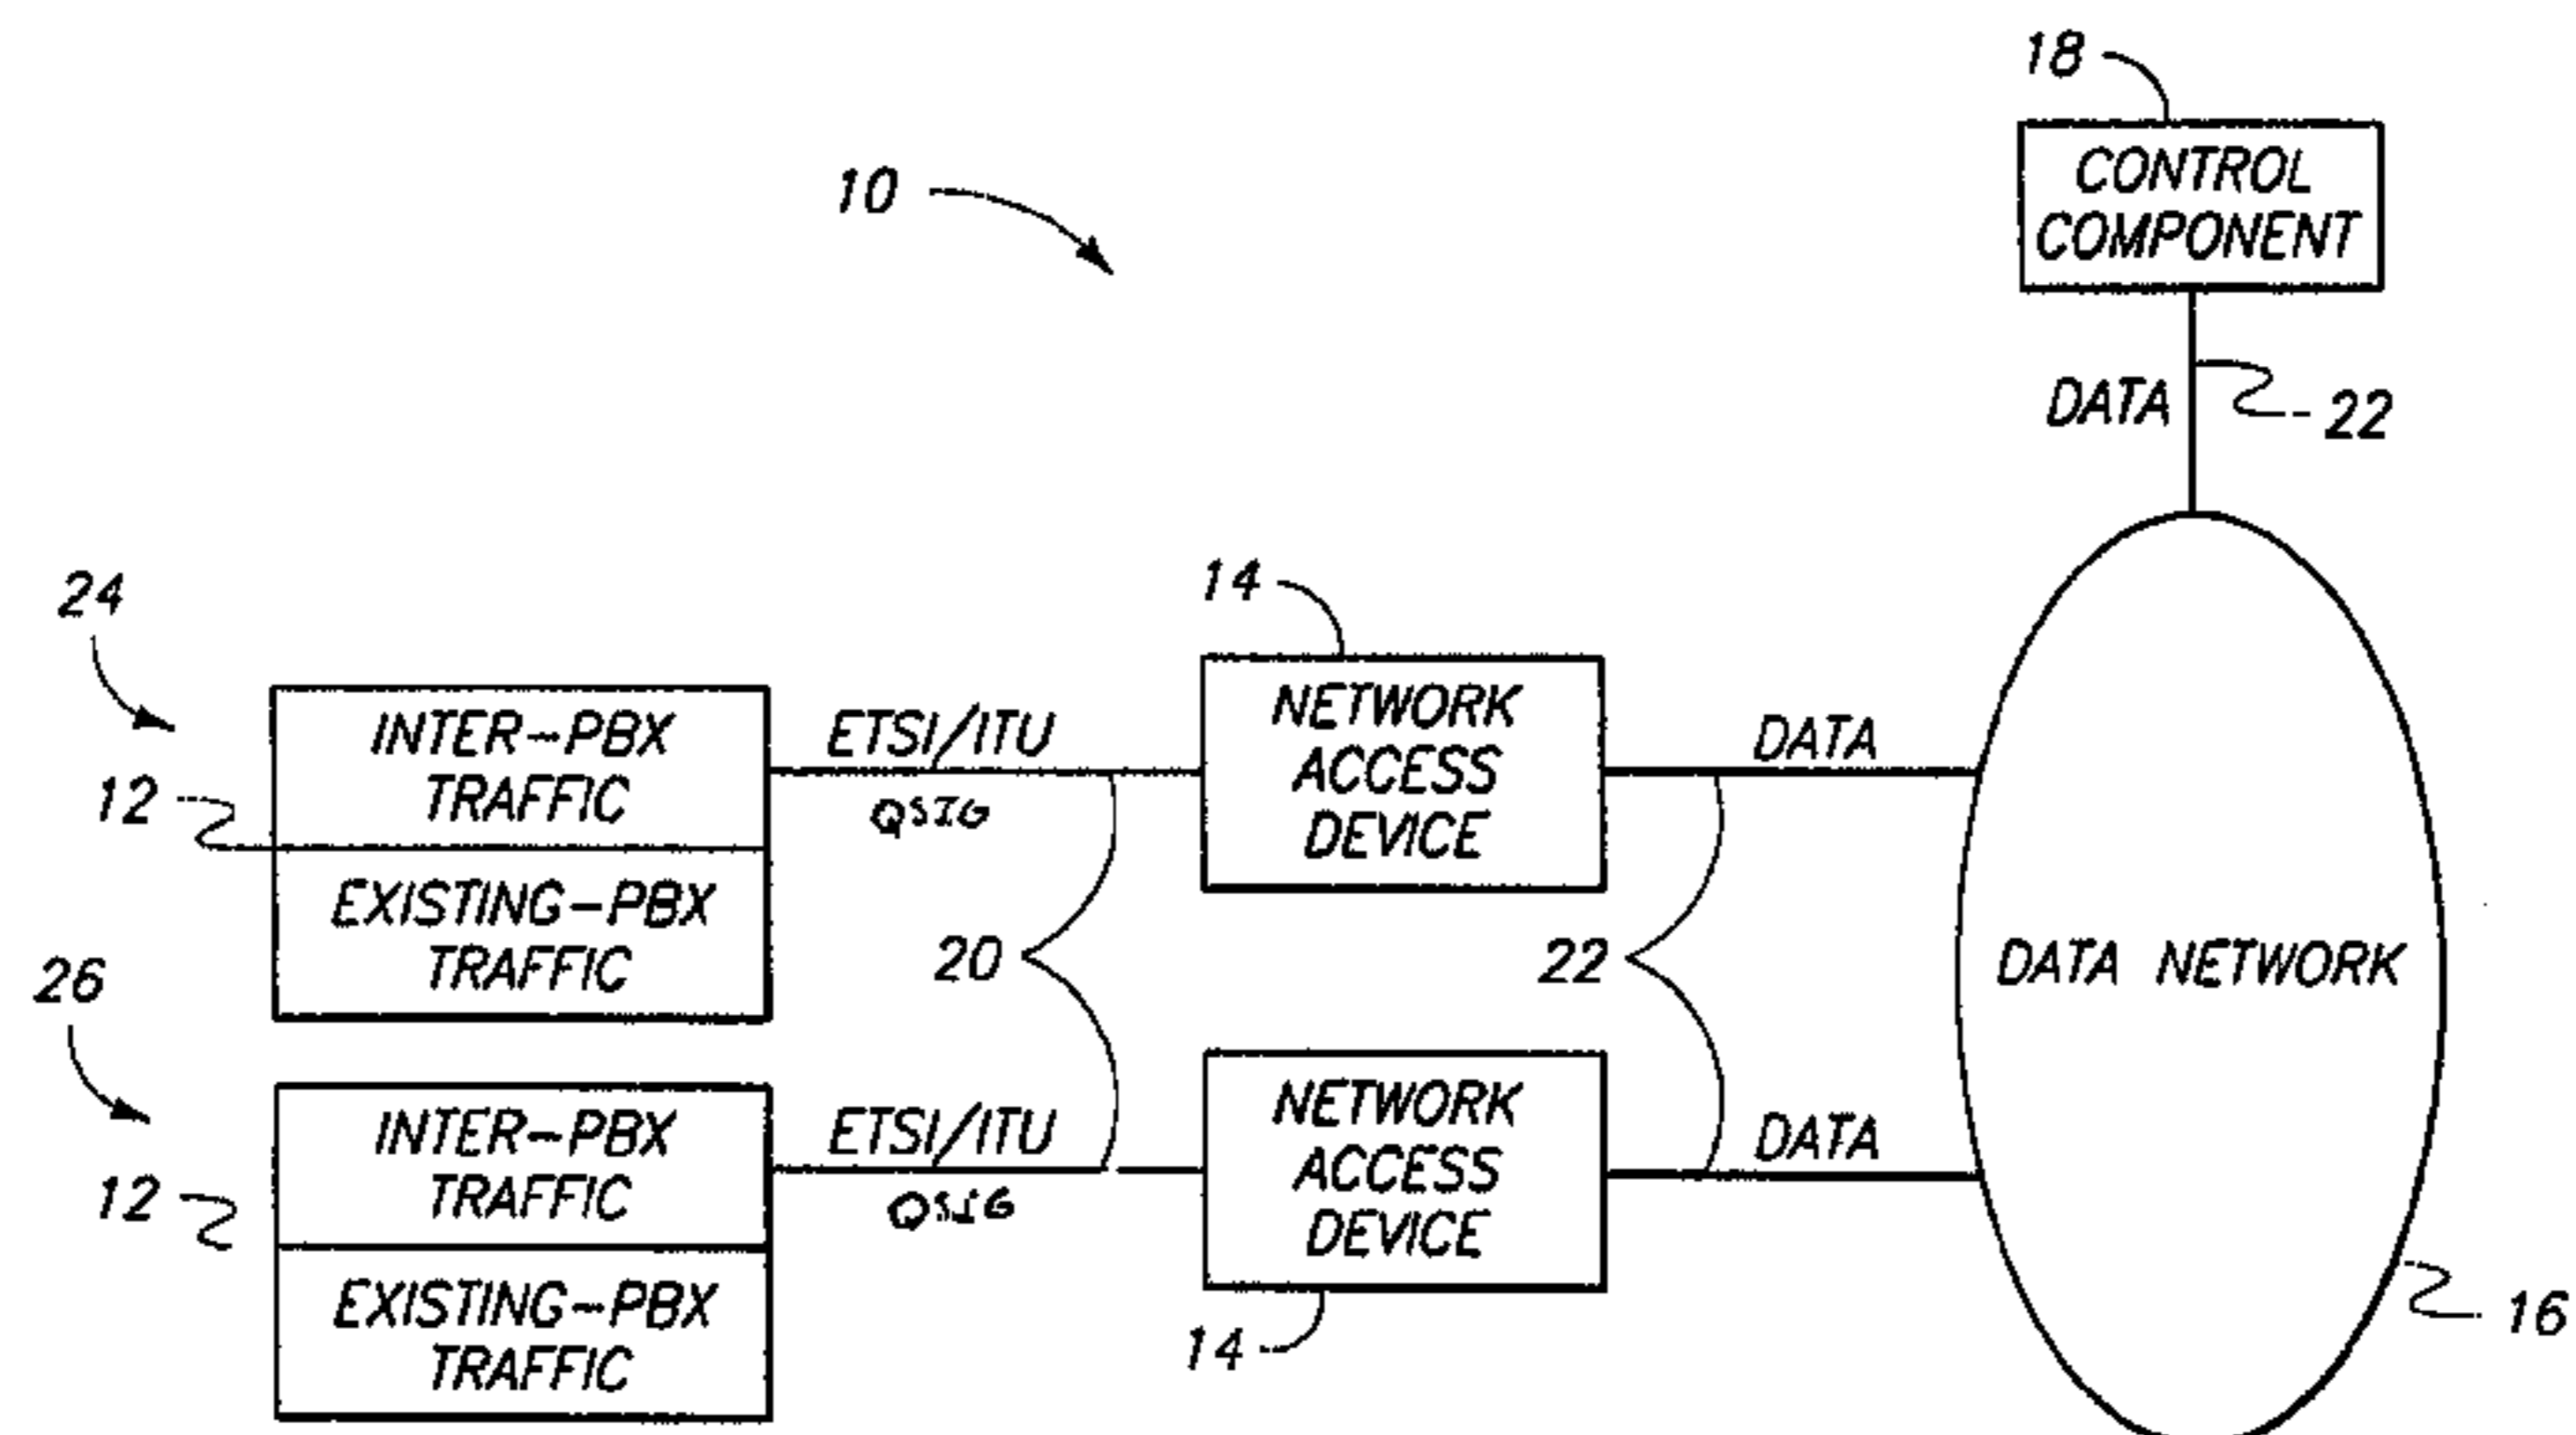 18
CONTROL
COMPONENT
10
DATA
22
24
14
INTER-PBX
TRAFFIC
ETSI/ITU
QSIG
NETWORK
ACCESS
DEVICE
DATA
12
EXISTING-PBX
TRAFFIC
20
22
DATA NETWORK
26
INTER-PBX
TRAFFIC
ETSI/ITU
QSIG
NETWORK
ACCESS
DEVICE
DATA
12
EXISTING-PBX
TRAFFIC
14
16